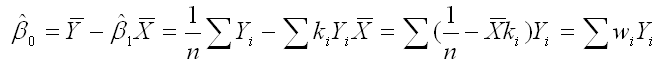 β̂₀ = Y̅ − β̂₁X̅ = (1/n) ∑ Yᵢ − ∑ kᵢYᵢX̅ = ∑ (1/n − X̅kᵢ)Yᵢ = ∑ wᵢYᵢ